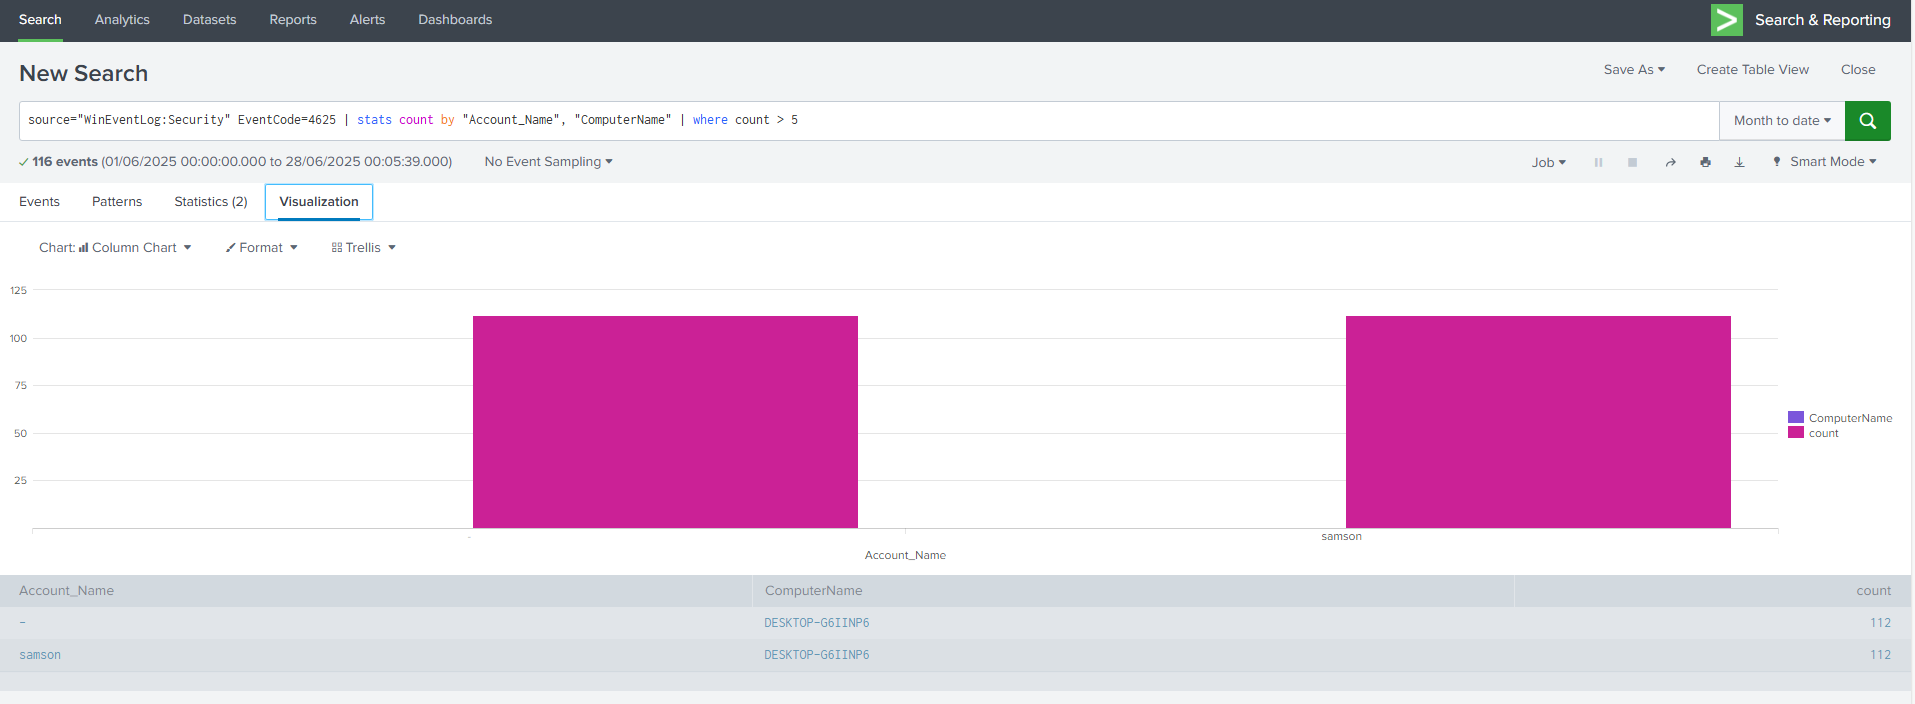 Search Analytics Datasets Reports Alerts Dashboards > Search & Reporting
New Search Save As Create Table View Close
source="WinEventLog:Security" EventCode=4625 | stats count by "Account_Name", "ComputerName" | where count > 5 Month to date
116 events (01/06/2025 00:00:00.000 to 28/06/2025 00:05:39.000) No Event Sampling Job Smart Mode
Events Patterns Statistics (2) Visualization
Chart: Column Chart Format Trellis
125
100
75
50
25
ComputerName
count
- samson
Account_Name
Account_Name ComputerName count
- DESKTOP-G6IINP6 112
samson DESKTOP-G6IINP6 112